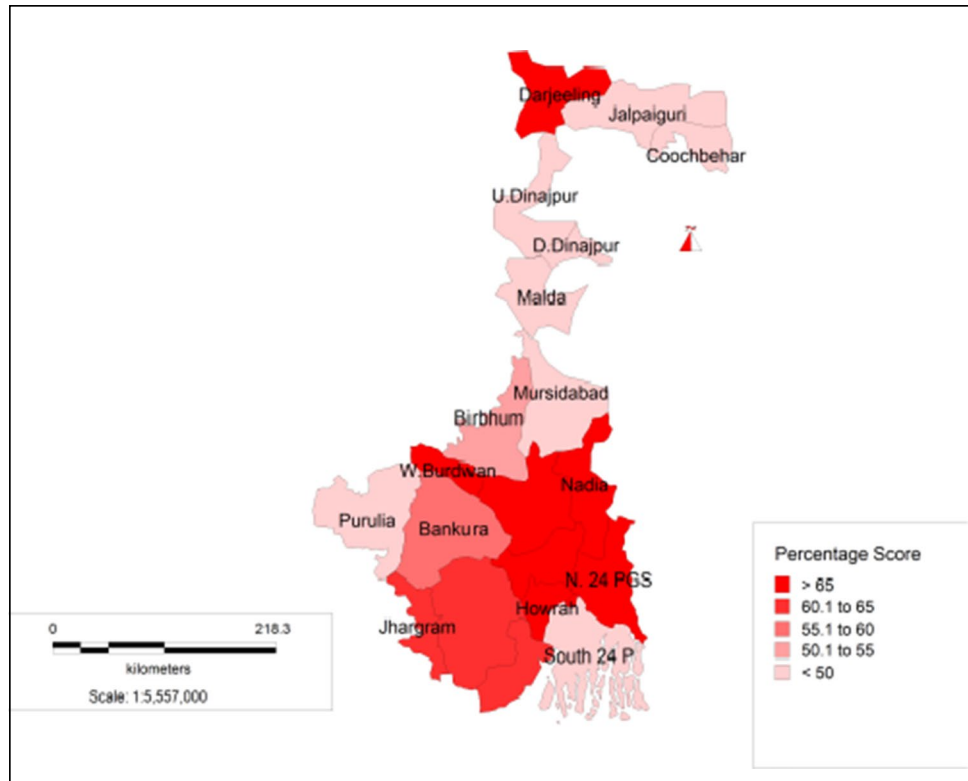 Darjeeling
Jalpaiguri
Coochbehar
U.Dinajpur
D.Dinajpur
Malda
Mursidabad
Birbhum
W.Burdwan
Nadia
Purulia
Bankura
N. 24 PGS
Howrah
Jhargram
South 24 P
0 218.3
kilometers
Scale: 1:5,557,000
Percentage Score
> 65
60.1 to 65
55.1 to 60
50.1 to 55
< 50